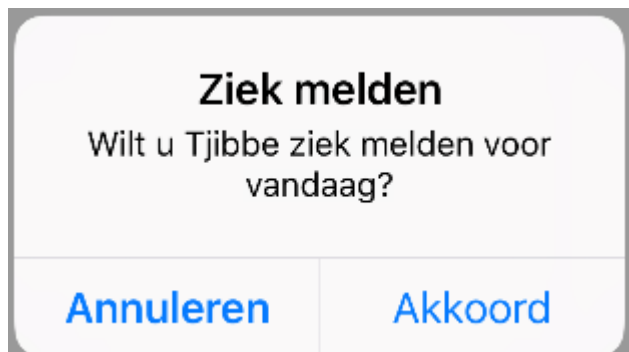 Ziek melden
Wilt u Tjibbe ziek melden voor
vandaag?
Annuleren
Akkoord